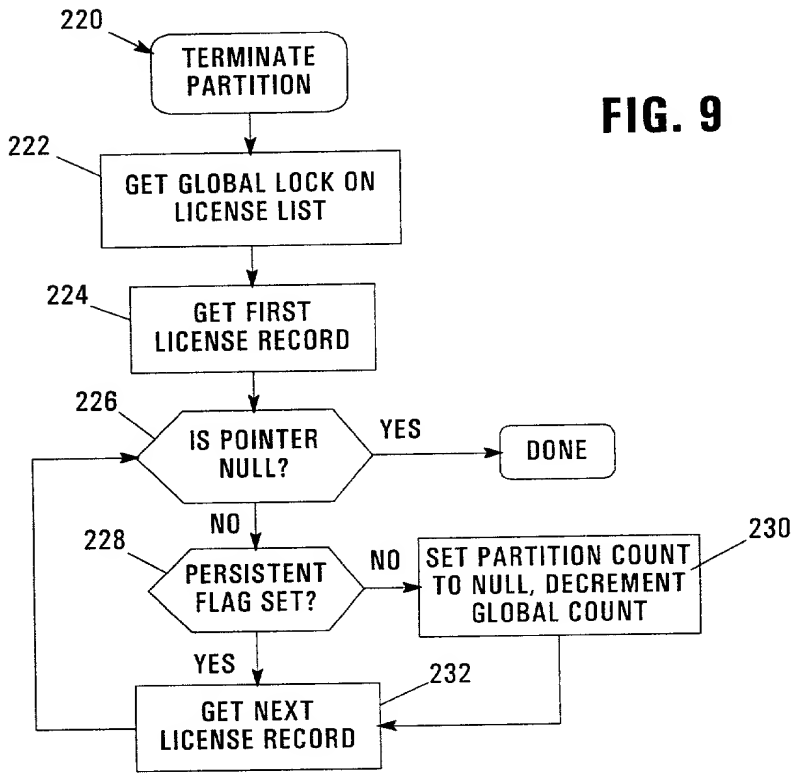 220
TERMINATE
PARTITION
FIG. 9
222
GET GLOBAL LOCK ON
LICENSE LIST
224
GET FIRST
LICENSE RECORD
226
IS POINTER
NULL?
YES
DONE
NO
228
PERSISTENT
FLAG SET?
NO
SET PARTITION COUNT
TO NULL, DECREMENT
GLOBAL COUNT
230
YES
232
GET NEXT
LICENSE RECORD